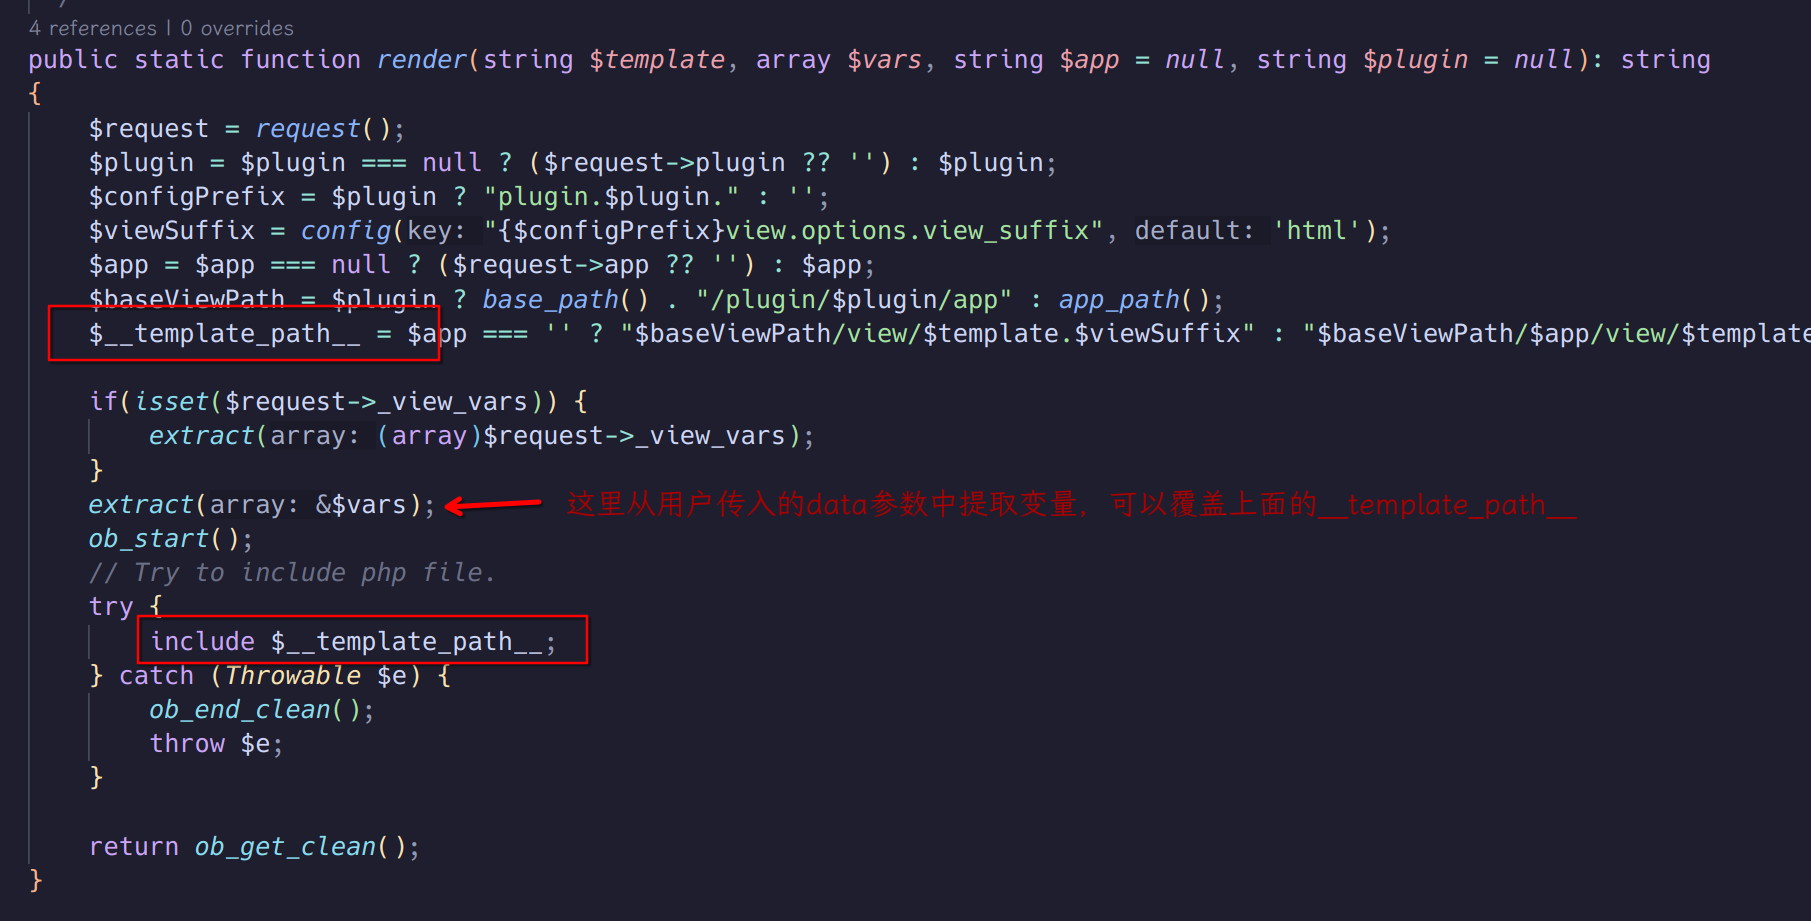 4 references | 0 overrides
public static function render(string $template, array $vars, string $app = null, string $plugin = null): string
{
$request = request();
$plugin = $plugin === null ? ($request->plugin ?? '') : $plugin;
$configPrefix = $plugin ? "plugin.$plugin." : '';
$viewSuffix = config(key: "{$configPrefix}view.options.view_suffix", default: 'html');
$app = $app === null ? ($request->app ?? '') : $app;
$baseViewPath = $plugin ? base_path() . "/plugin/$plugin/app" : app_path();
$__template_path__ = $app === '' ? "$baseViewPath/view/$template.$viewSuffix" : "$baseViewPath/$app/view/$template
if(isset($request->_view_vars)) {
extract(array: (array)$request->_view_vars);
}
extract(array: &$vars); 这里从用户传入的data参数中提取变量，可以覆盖上面的__template_path__
ob_start();
// Try to include php file.
try {
include $__template_path__;
} catch (Throwable $e) {
ob_end_clean();
throw $e;
}
return ob_get_clean();
}